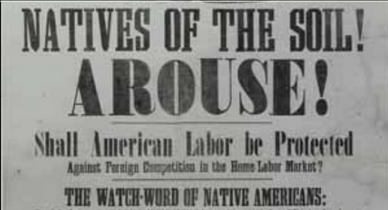 NATIVES OF THE SOIL!
AROUSE!
Shall American Labor be Protected
Against Foreign Competition in the Home Labor Market?
THE WATCH-WORD OF NATIVE AMERICANS: